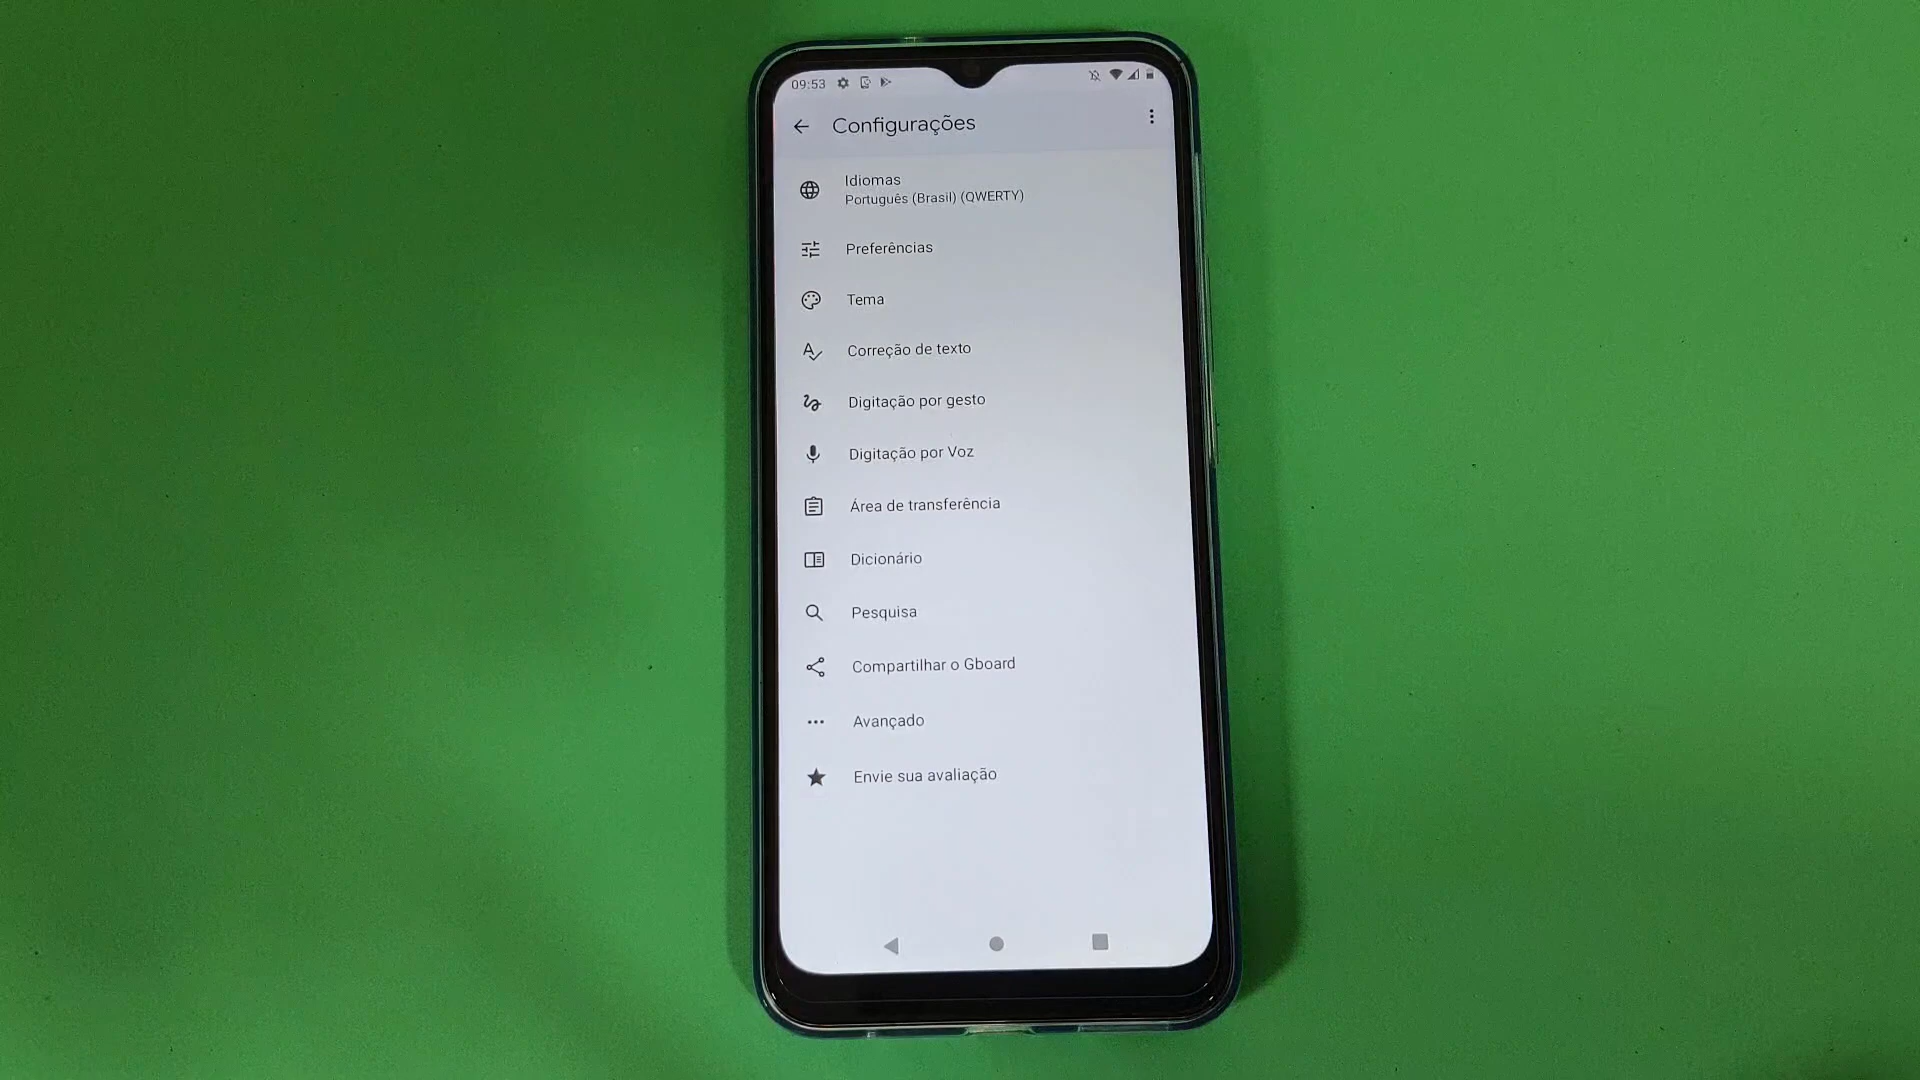 09:53
Configurações
Idiomas
Português (Brasil) (QWERTY)
Preferências
Tema
Correção de texto
Digitação por gesto
Digitação por Voz
Área de transferência
Dicionário
Pesquisa
Compartilhar o Gboard
Avançado
Envie sua avaliação